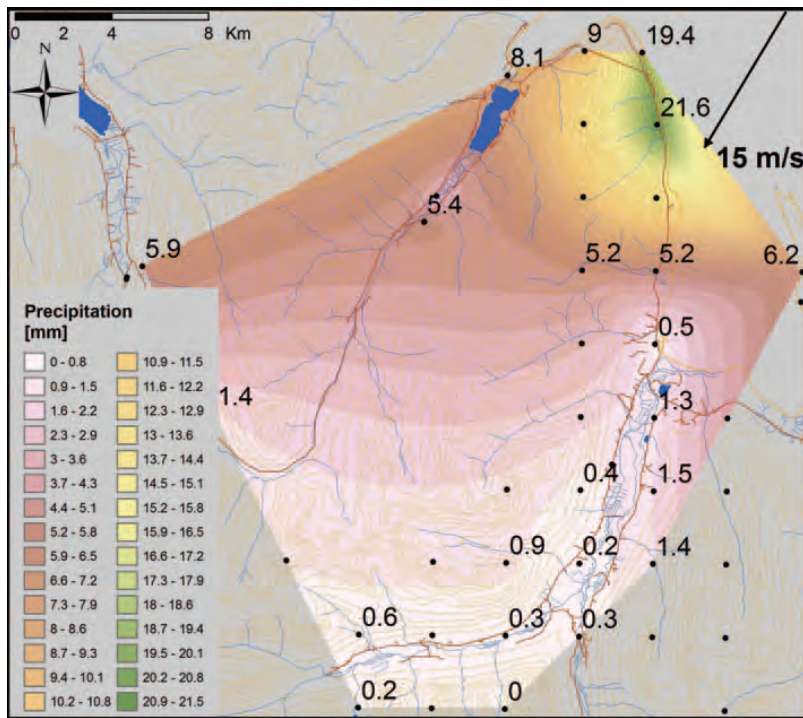 0 2 4 8 Km
N
9
19.4
8.1
21.6
15 m/s
5.4
5.9
5.2
5.2
6.2
0.5
1.4
1.3
0.4
1.5
0.9
0.2
1.4
0.6
0.3
0.3
0.2
0
Precipitation
[mm]
0 - 0.8
0.9 - 1.5
1.6 - 2.2
2.3 - 2.9
3 - 3.6
3.7 - 4.3
4.4 - 5.1
5.2 - 5.8
5.9 - 6.5
6.6 - 7.2
7.3 - 7.9
8 - 8.6
8.7 - 9.3
9.4 - 10.1
10.2 - 10.8
10.9 - 11.5
11.6 - 12.2
12.3 - 12.9
13 - 13.6
13.7 - 14.4
14.5 - 15.1
15.2 - 15.8
15.9 - 16.5
16.6 - 17.2
17.3 - 17.9
18 - 18.6
18.7 - 19.4
19.5 - 20.1
20.2 - 20.8
20.9 - 21.5